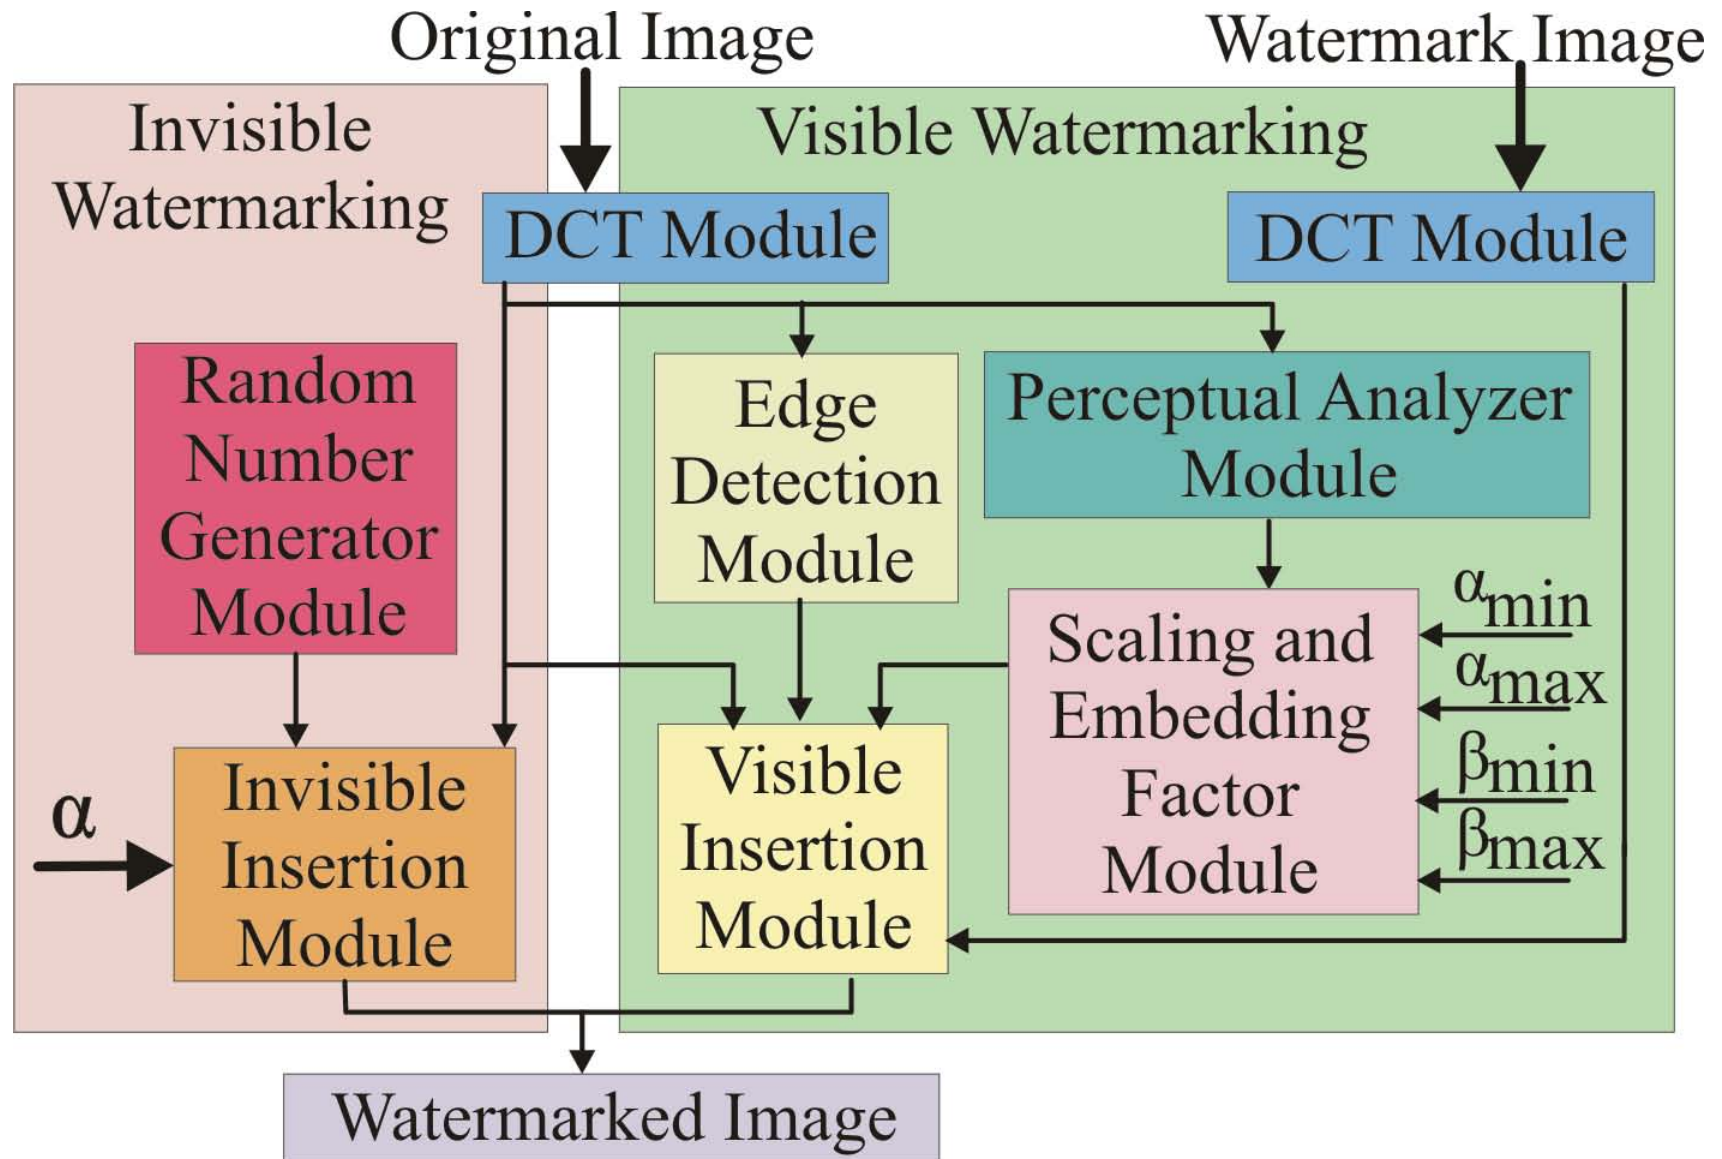 Original Image
Watermark Image
Invisible
Watermarking
Visible Watermarking
DCT Module
DCT Module
Random
Number
Generator
Module
Edge
Detection
Module
Perceptual Analyzer
Module
Scaling and
Embedding
Factor
Module
αmin
αmax
βmin
βmax
α
Invisible
Insertion
Module
Visible
Insertion
Module
Watermarked Image